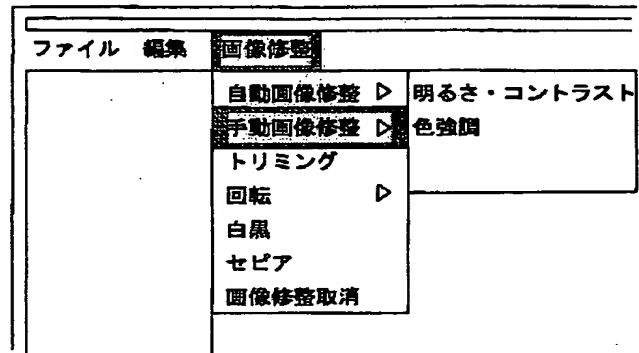 ファイル 編集 画像修整
自動画像修整 ▷ 明るさ・コントラスト
手動画像修整 ▷ 色強調
トリミング
回転 ▷
白黒
セピア
画像修整取消